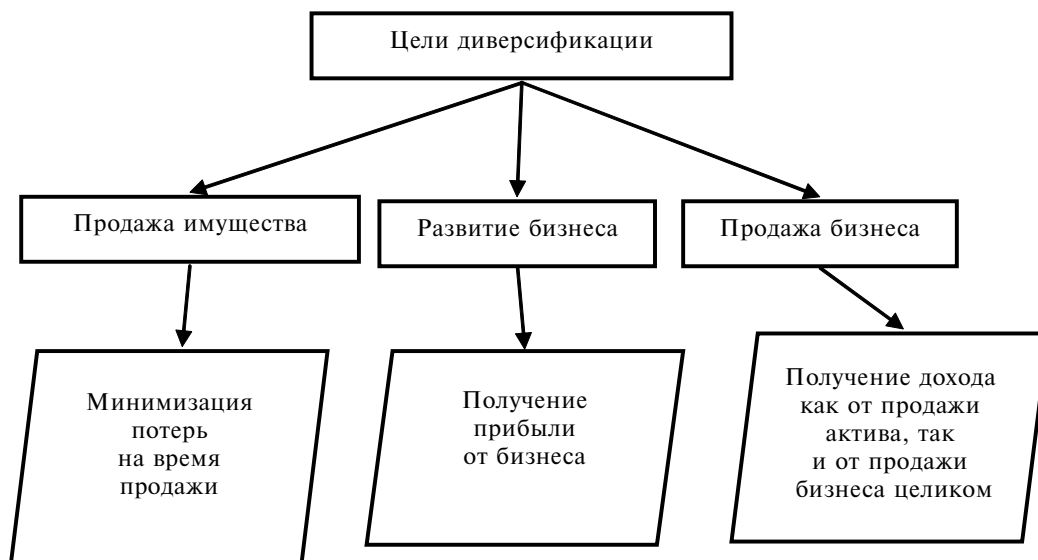 Цели диверсификации
Продажа имущества
Развитие бизнеса
Продажа бизнеса
Минимизация
потерь
на время
продажи
Получение
прибыли
от бизнеса
Получение дохода
как от продажи
актива, так
и от продажи
бизнеса целиком